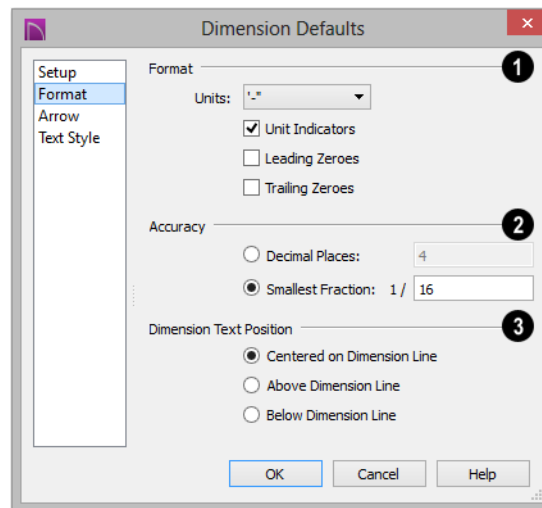 Dimension Defaults
Setup
Format
Arrow
Text Style
Format 1
Units: '-"
Unit Indicators
Leading Zeroes
Trailing Zeroes
Accuracy 2
Decimal Places: 4
Smallest Fraction: 1 / 16
Dimension Text Position 3
Centered on Dimension Line
Above Dimension Line
Below Dimension Line
OK Cancel Help